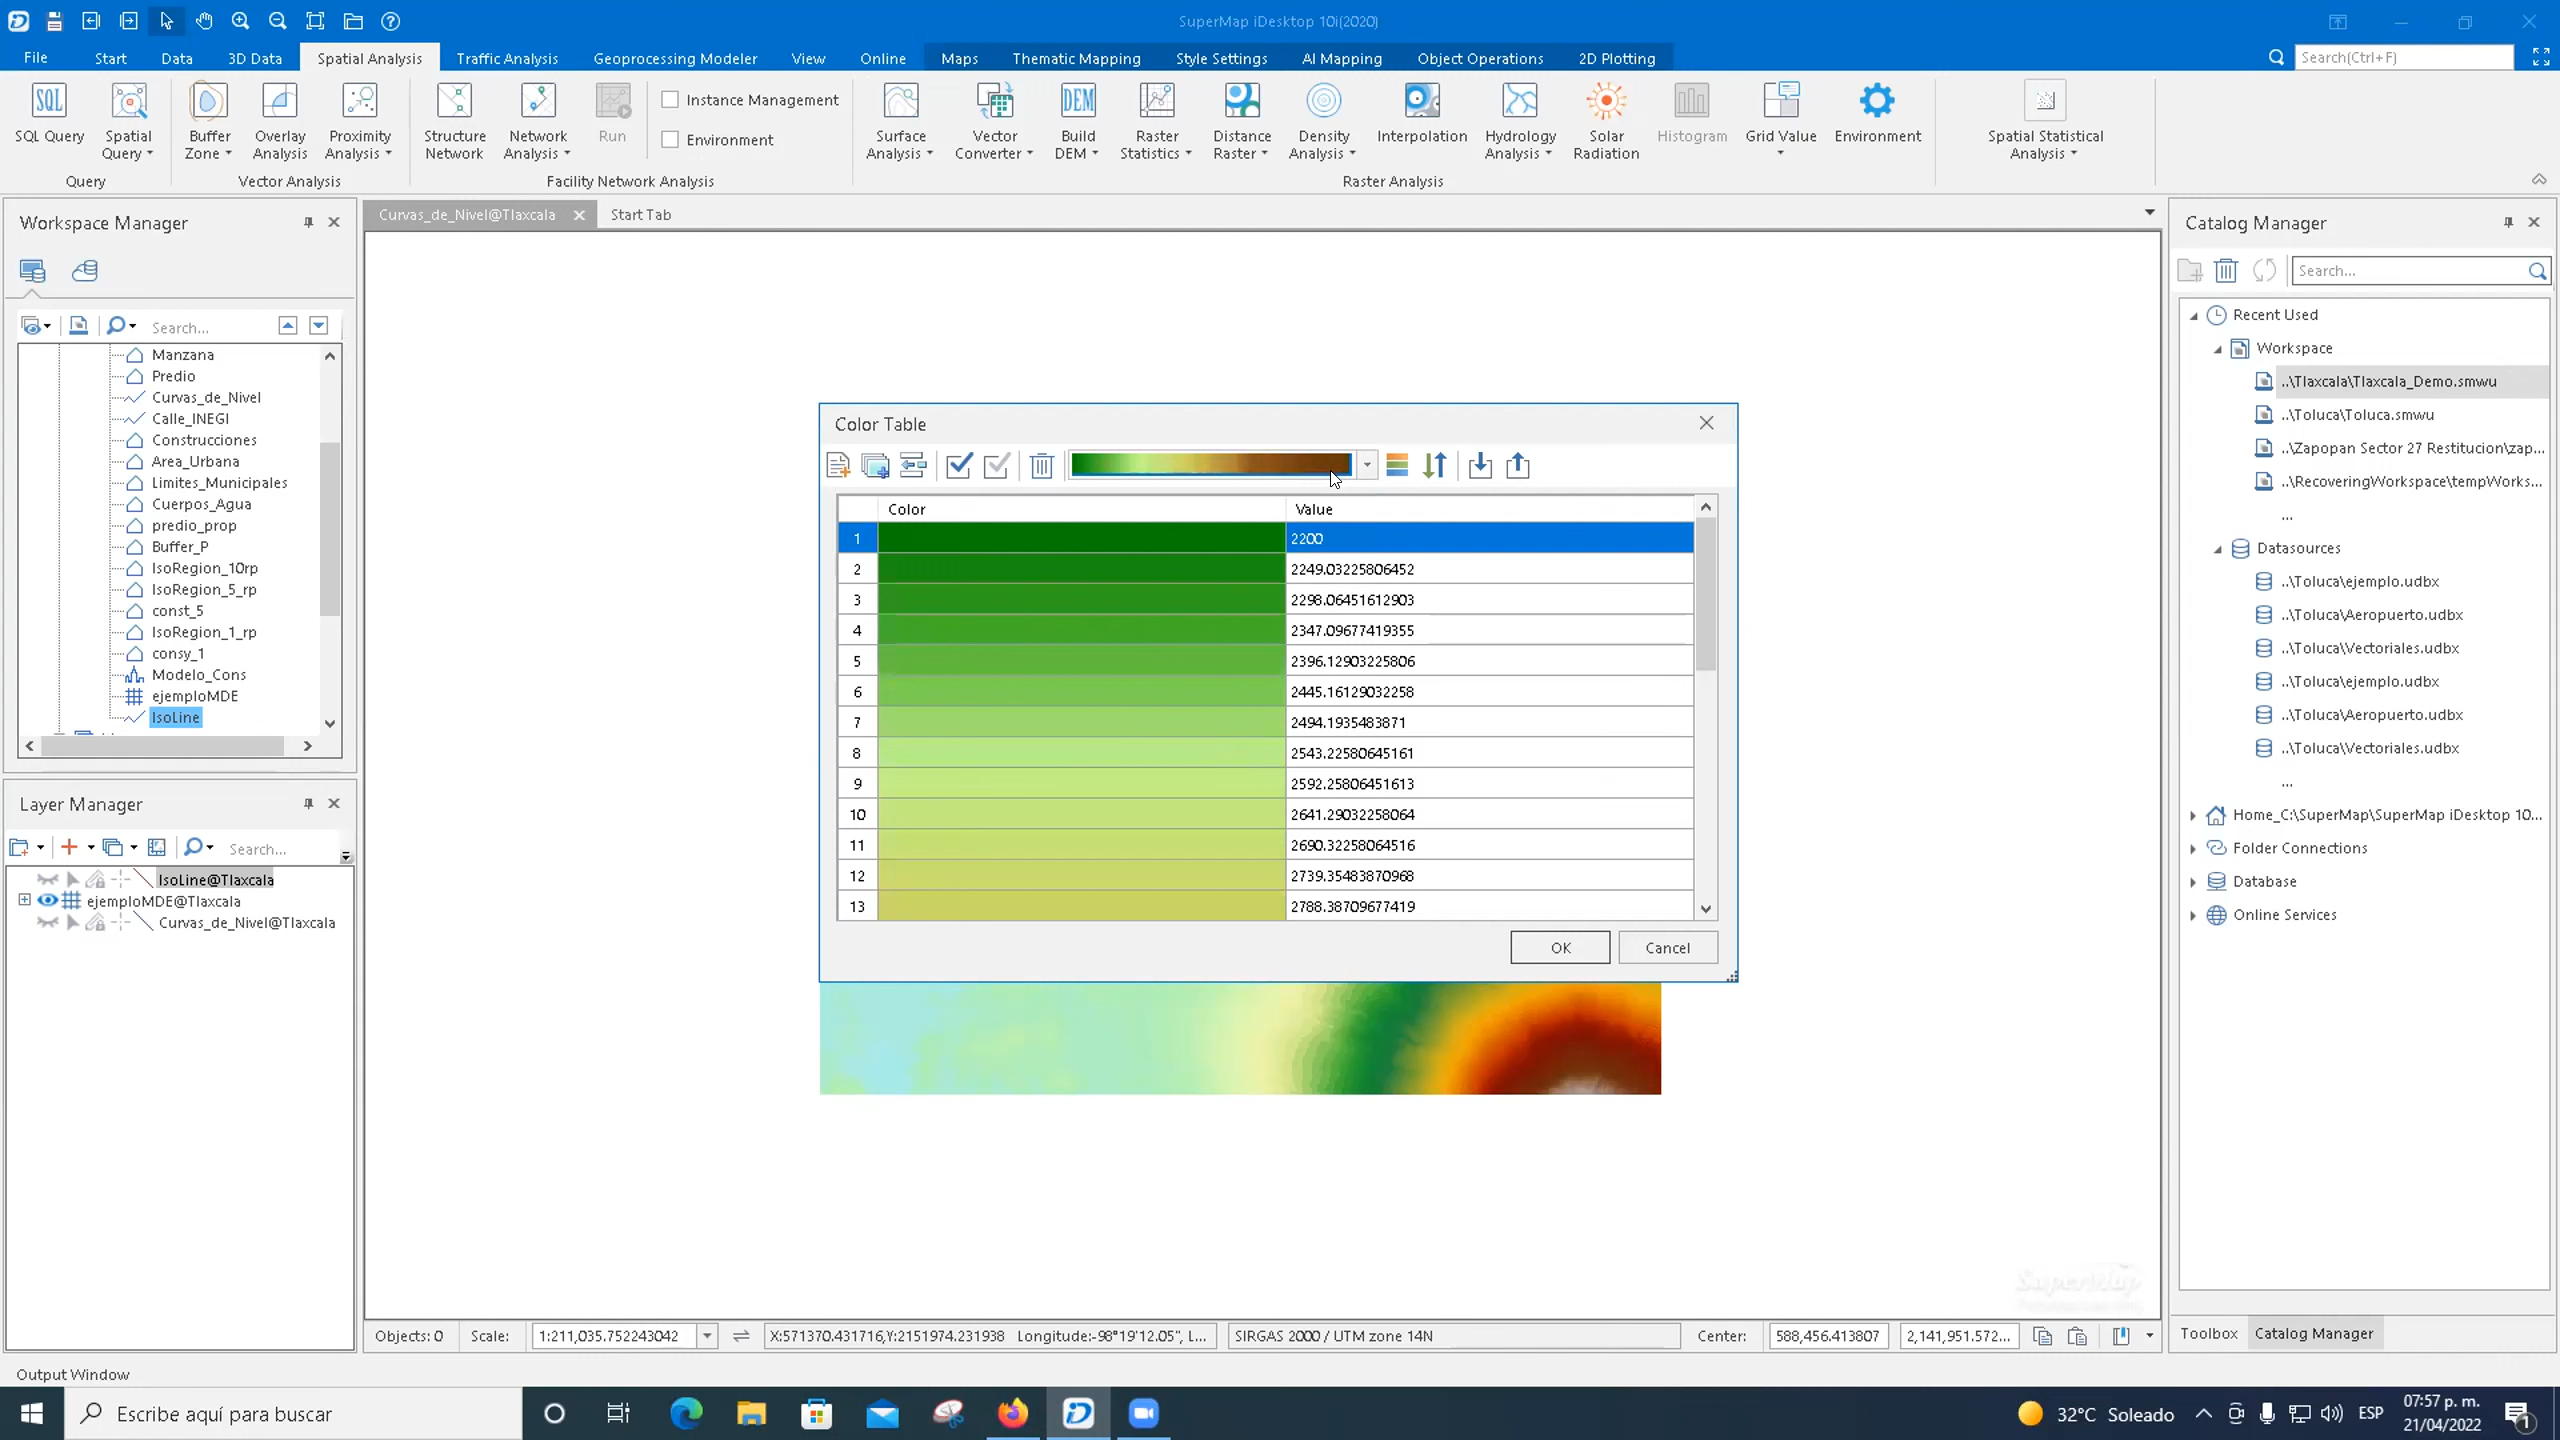 SuperMap iDesktop 10i(2020)
File Start Data 3D Data Spatial Analysis Traffic Analysis Geoprocessing Modeler View Online Maps Thematic Mapping Style Settings AI Mapping Object Operations 2D Plotting Search(Ctrl+F)
SQL
DEM
Instance Management
Environment
SQL Query Spatial Query Buffer Zone Overlay Analysis Proximity Analysis Structure Network Network Analysis Run Surface Analysis Vector Converter Build DEM Raster Statistics Distance Raster Density Analysis Interpolation Hydrology Analysis Solar Radiation Histogram Grid Value Environment Spatial Statistical Analysis
Query Vector Analysis Facility Network Analysis Raster Analysis
Workspace Manager
Search...
Manzana
Predio
Curvas_de_Nivel
Calle_INEGI
Construcciones
Area_Urbana
Limites_Municipales
Cuerpos_Agua
predio_prop
Buffer_P
IsoRegion_10rp
IsoRegion_5_rp
const_5
IsoRegion_1_rp
consy_1
Modelo_Cons
ejemploMDE
IsoLine
Layer Manager
Search...
IsoLine@Tlaxcala
ejemploMDE@Tlaxcala
Curvas_de_Nivel@Tlaxcala
Curvas_de_Nivel@Tlaxcala Start Tab
Color Table
Color Value
1 2200
2 2249.03225806452
3 2298.06451612903
4 2347.09677419355
5 2396.12903225806
6 2445.16129032258
7 2494.1935483871
8 2543.22580645161
9 2592.25806451613
10 2641.29032258064
11 2690.32258064516
12 2739.35483870968
13 2788.38709677419
OK Cancel
SuperMap
Objects: 0 Scale: 1:211,035.752243042 X:571370.431716,Y:2151974.231938 Longitude:-98°19'12.05", L... SIRGAS 2000 / UTM zone 14N Center: 588,456.413807 2,141,951.572...
Catalog Manager
Search...
Recent Used
Workspace
..\Tlaxcala\Tlaxcala_Demo.smwu
..\Toluca\Toluca.smwu
..\Zapopan Sector 27 Restitucion\zap...
..\RecoveringWorkspace\tempWorks...
...
Datasources
..\Toluca\ejemplo.udbx
..\Toluca\Aeropuerto.udbx
..\Toluca\Vectoriales.udbx
..\Toluca\ejemplo.udbx
..\Toluca\Aeropuerto.udbx
..\Toluca\Vectoriales.udbx
...
Home_C:\SuperMap\SuperMap iDesktop 10...
Folder Connections
Database
Online Services
Toolbox Catalog Manager
Output Window
Escribe aquí para buscar
32°C Soleado ESP 07:57 p. m.
21/04/2022
1